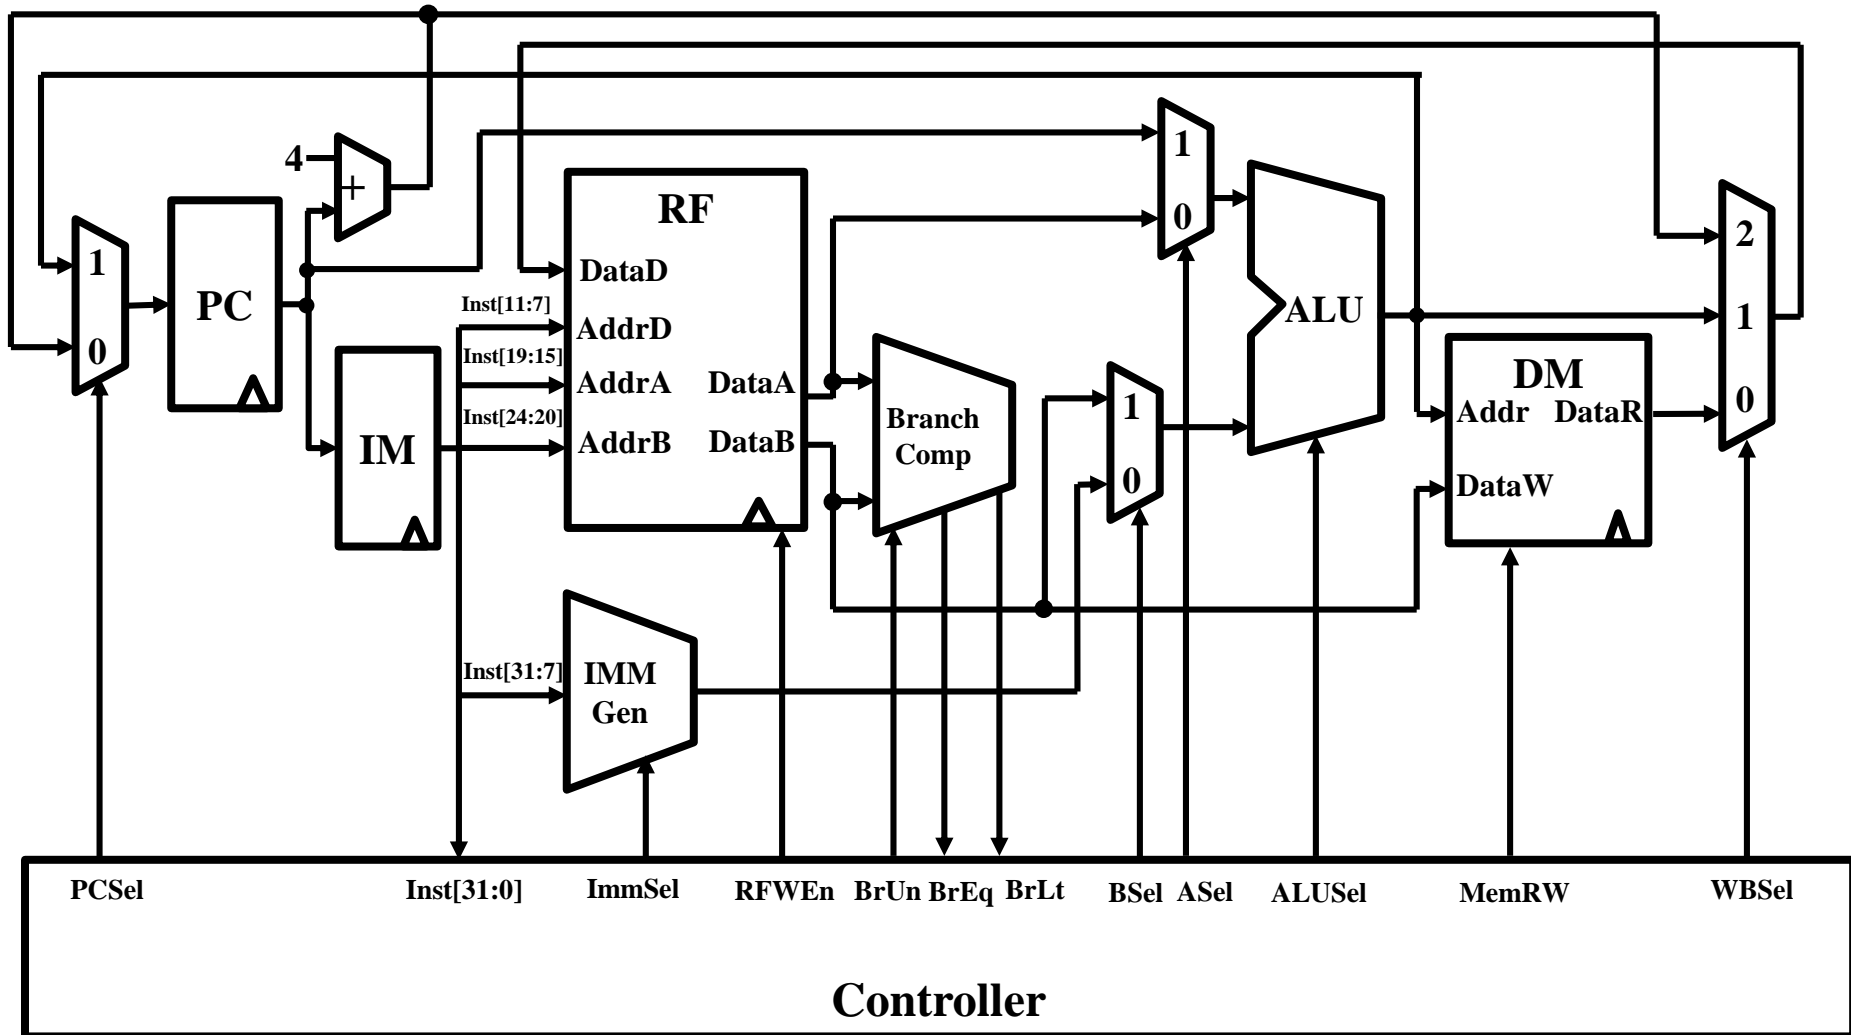 4
+
1
0
PC
IM
RF
DataD
Inst[11:7]
AddrD
Inst[19:15]
AddrA
DataA
Inst[24:20]
AddrB
DataB
Branch
Comp
1
0
1
0
ALU
DM
Addr
DataR
DataW
2
1
0
Inst[31:7]
IMM
Gen
PCSel
Inst[31:0]
ImmSel
RFWEn
BrUn
BrEq
BrLt
BSel
ASel
ALUSel
MemRW
WBSel
Controller